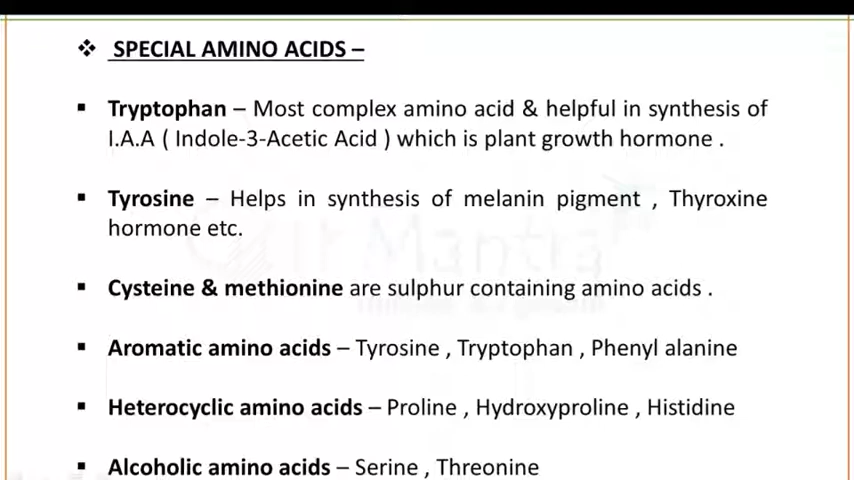 ❖ SPECIAL AMINO ACIDS –
▪ Tryptophan – Most complex amino acid & helpful in synthesis of
I.A.A ( Indole-3-Acetic Acid ) which is plant growth hormone .
▪ Tyrosine – Helps in synthesis of melanin pigment , Thyroxine
hormone etc.
▪ Cysteine & methionine are sulphur containing amino acids .
▪ Aromatic amino acids – Tyrosine , Tryptophan , Phenyl alanine
▪ Heterocyclic amino acids – Proline , Hydroxyproline , Histidine
▪ Alcoholic amino acids – Serine , Threonine